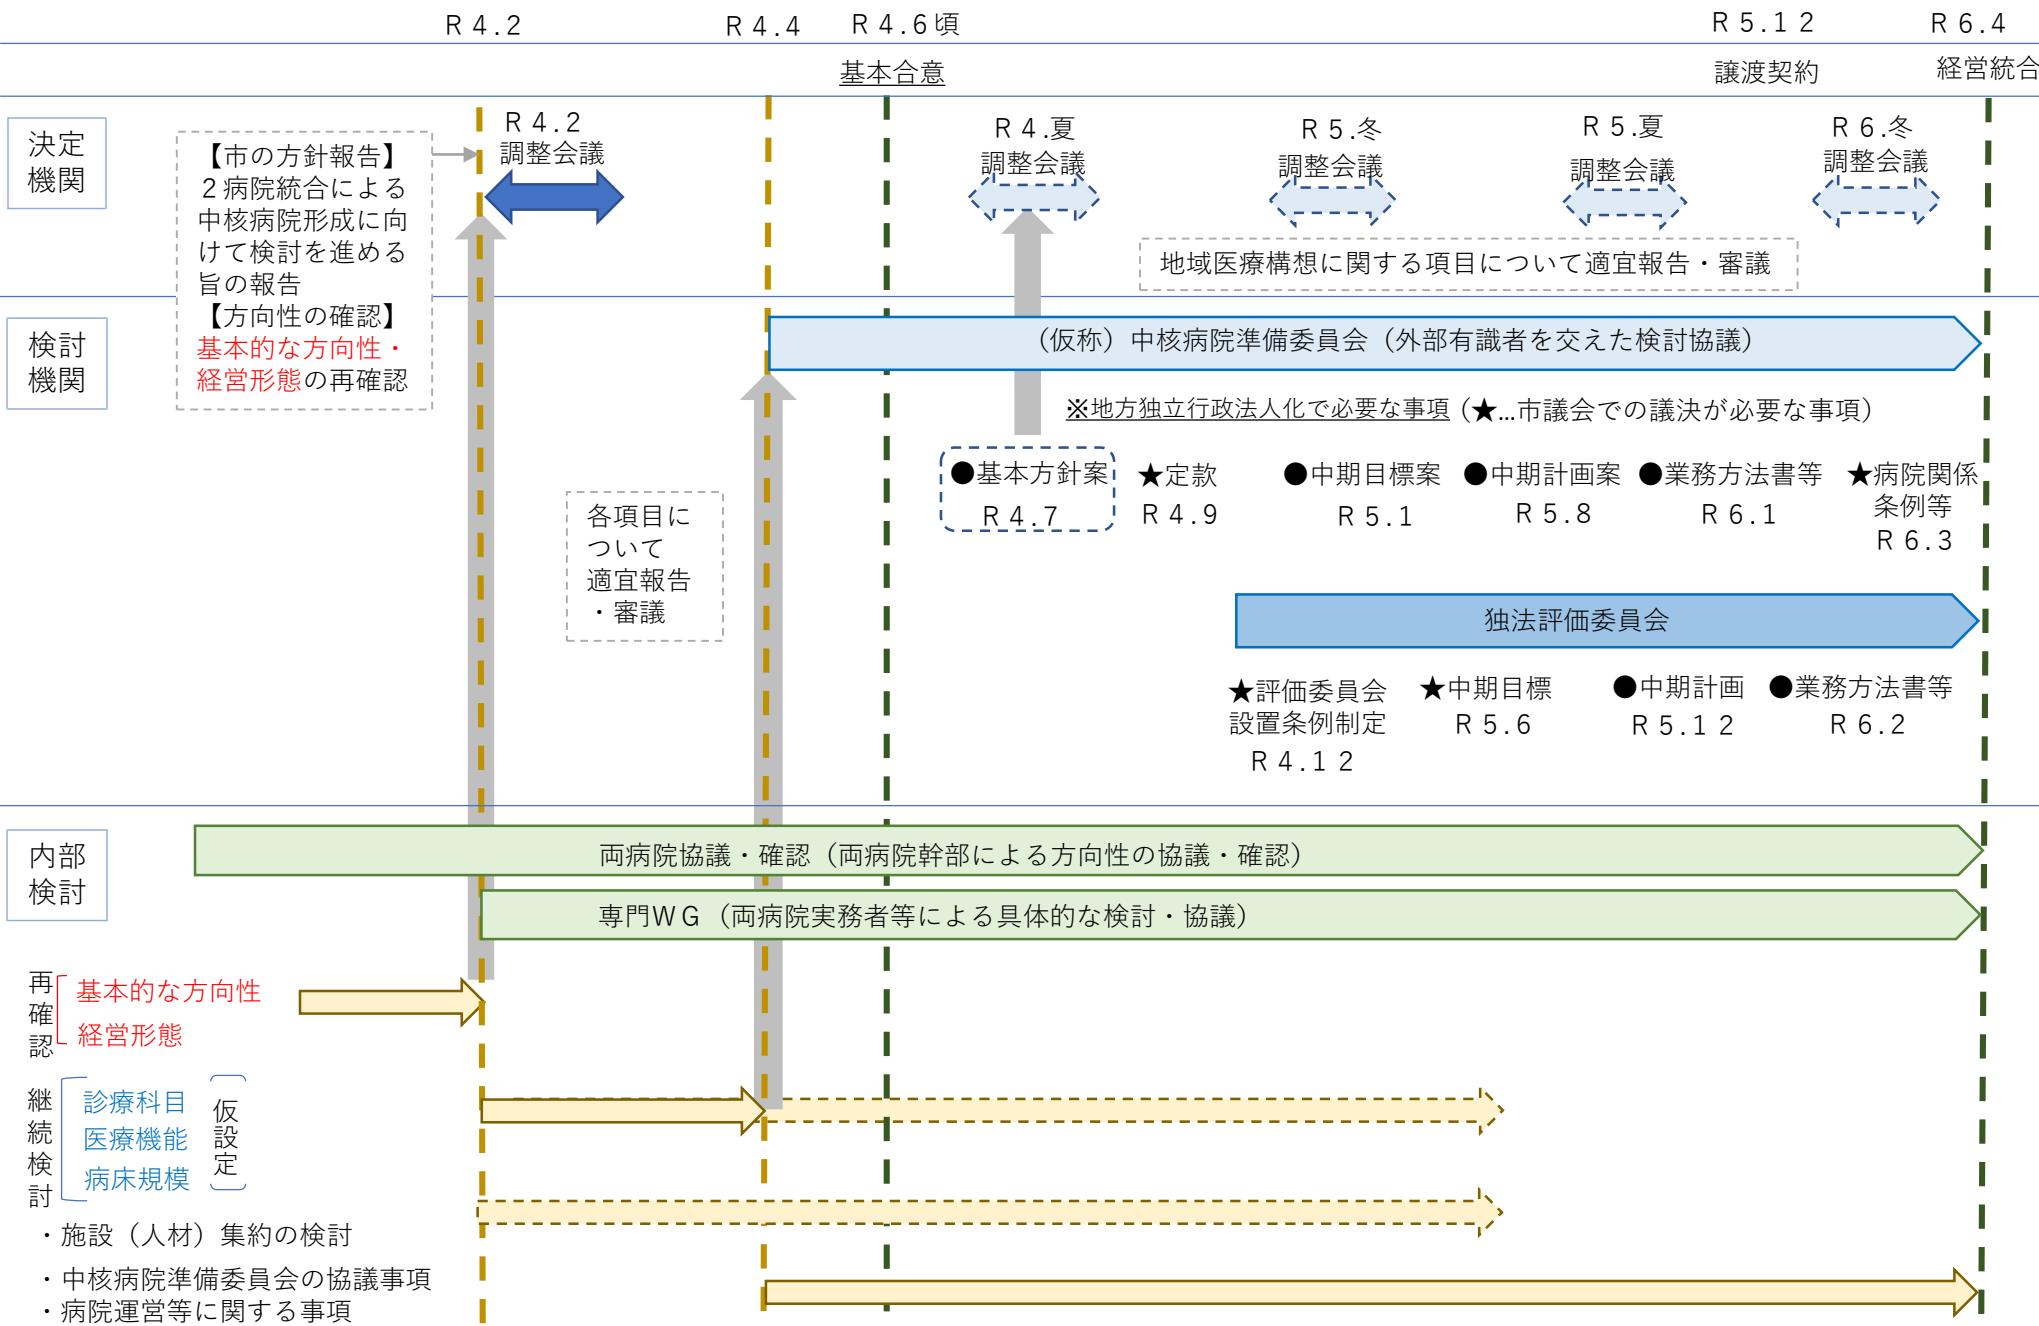 Ｒ４.２
Ｒ４.４
Ｒ４.６頃
Ｒ５.１２
Ｒ６.４
基本合意
譲渡契約
経営統合
決定
機関
【市の方針報告】
２病院統合による
中核病院形成に向
けて検討を進める
旨の報告
【方向性の確認】
基本的な方向性・
経営形態の再確認
Ｒ４.２
調整会議
Ｒ４.夏
調整会議
Ｒ５.冬
調整会議
Ｒ５.夏
調整会議
Ｒ６.冬
調整会議
地域医療構想に関する項目について適宜報告・審議
検討
機関
（仮称）中核病院準備委員会（外部有識者を交えた検討協議）
※地方独立行政法人化で必要な事項（★…市議会での議決が必要な事項）
●基本方針案
Ｒ４.７
★定款
Ｒ４.９
●中期目標案
Ｒ５.１
●中期計画案
Ｒ５.８
●業務方法書等
Ｒ６.１
★病院関係
条例等
Ｒ６.３
各項目に
ついて
適宜報告
・審議
独法評価委員会
★評価委員会
設置条例制定
Ｒ４.１２
★中期目標
Ｒ５.６
●中期計画
Ｒ５.１２
●業務方法書等
Ｒ６.２
内部
検討
両病院協議・確認（両病院幹部による方向性の協議・確認）
専門ＷＧ（両病院実務者等による具体的な検討・協議）
再確認
基本的な方向性
経営形態
継続検討
診療科目
医療機能
病床規模
仮設定
・施設（人材）集約の検討
・中核病院準備委員会の協議事項
・病院運営等に関する事項